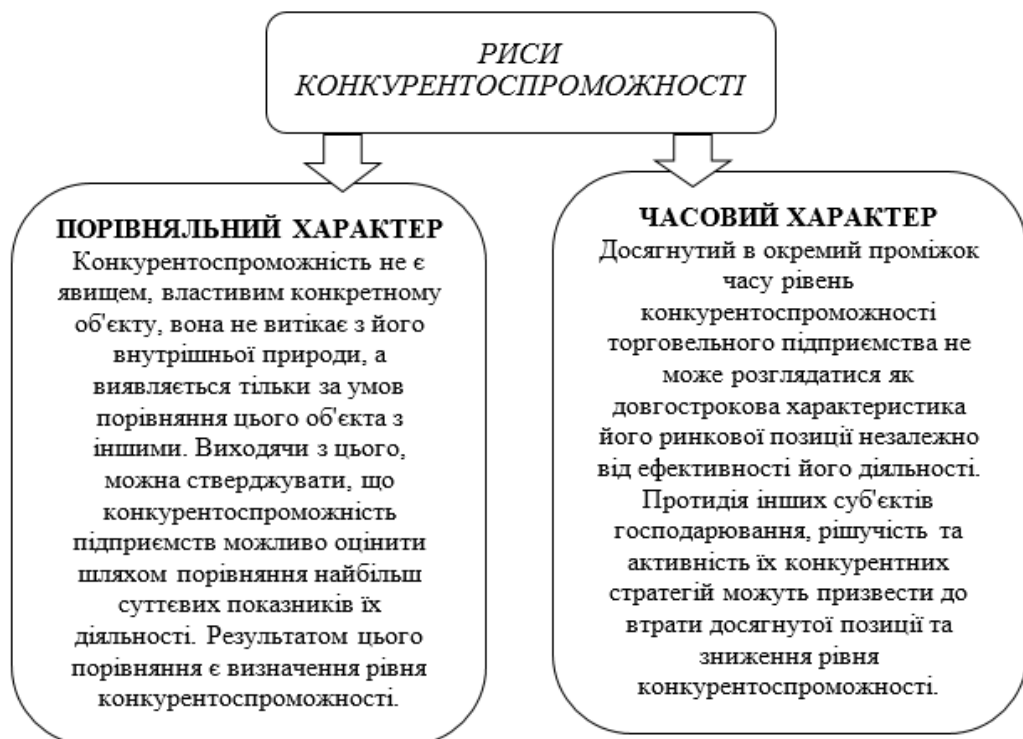 РИСИ
КОНКУРЕНТОСПРОМОЖНОСТІ
ПОРІВНЯЛЬНИЙ ХАРАКТЕР
Конкурентоспроможність не є
явищем, властивим конкретному
об'єкту, вона не витікає з його
внутрішньої природи, а
виявляється тільки за умов
порівняння цього об'єкта з
іншими. Виходячи з цього,
можна стверджувати, що
конкурентоспроможність
підприємств можливо оцінити
шляхом порівняння найбільш
суттєвих показників їх
діяльності. Результатом цього
порівняння є визначення рівня
конкурентоспроможності.
ЧАСОВИЙ ХАРАКТЕР
Досягнутий в окремий проміжок
часу рівень
конкурентоспроможності
торговельного підприємства не
може розглядатися як
довгострокова характеристика
його ринкової позиції незалежно
від ефективності його діяльності.
Протидія інших суб'єктів
господарювання, рішучість та
активність їх конкурентних
стратегій можуть призвести до
втрати досягнутої позиції та
зниження рівня
конкурентоспроможності.